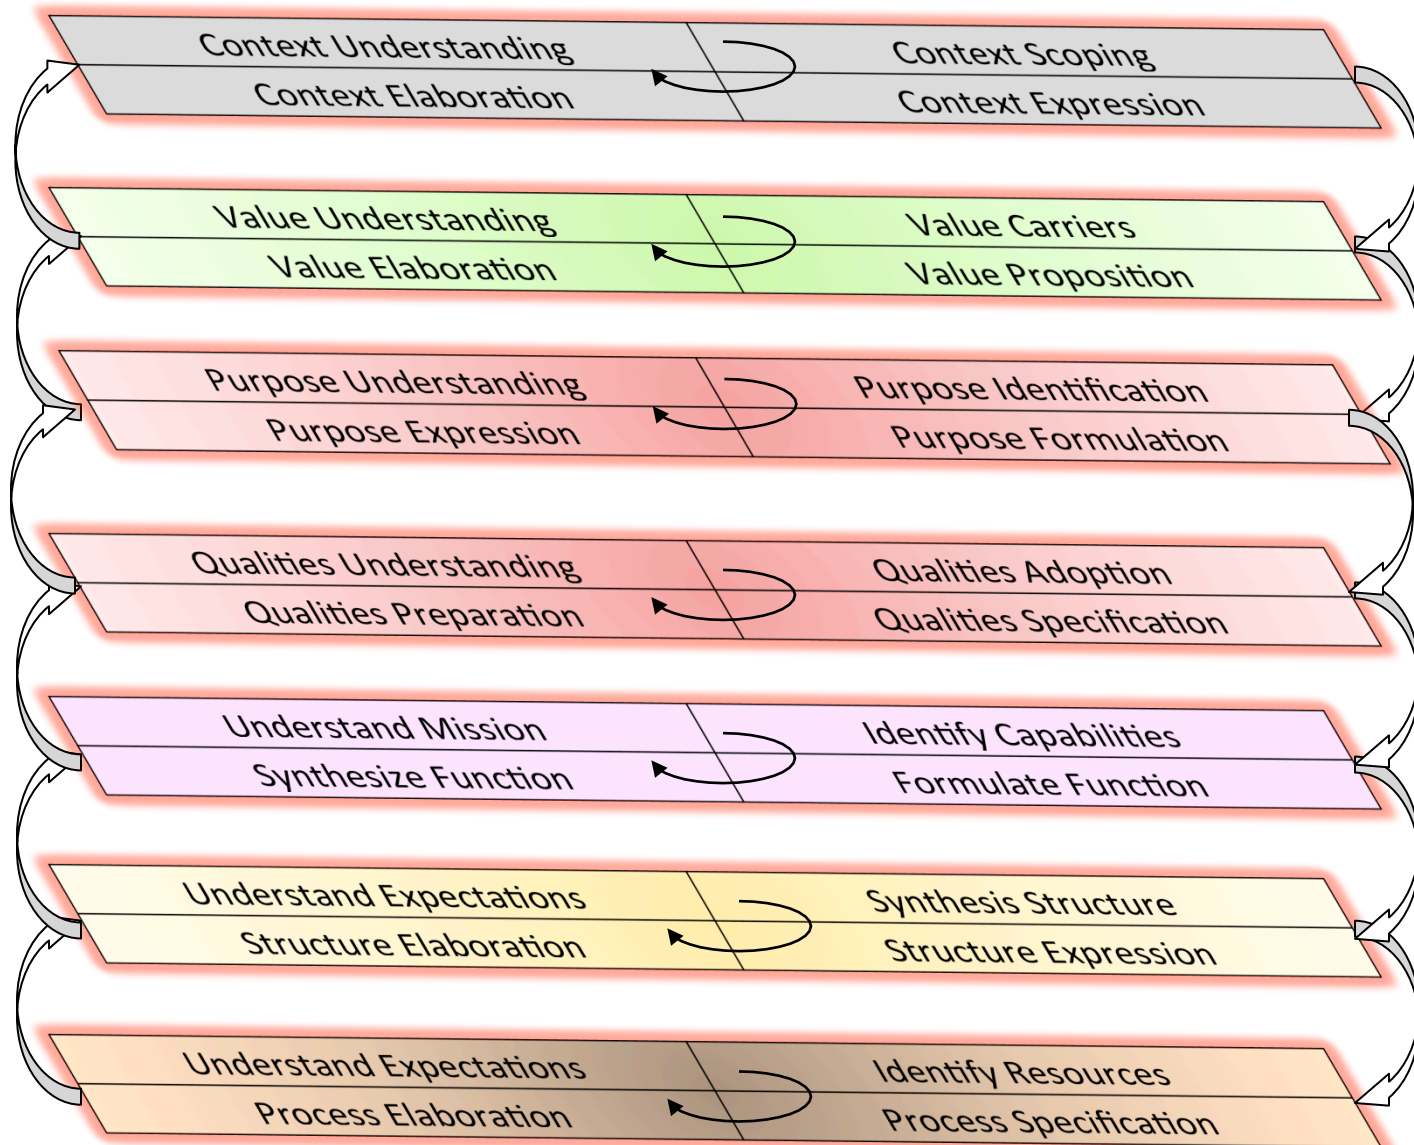 Context Understanding
Context Scoping
Context Elaboration
Context Expression
Value Understanding
Value Carriers
Value Elaboration
Value Proposition
Purpose Understanding
Purpose Identification
Purpose Expression
Purpose Formulation
Qualities Understanding
Qualities Adoption
Qualities Preparation
Qualities Specification
Understand Mission
Identify Capabilities
Synthesize Function
Formulate Function
Understand Expectations
Synthesis Structure
Structure Elaboration
Structure Expression
Understand Expectations
Identify Resources
Process Elaboration
Process Specification